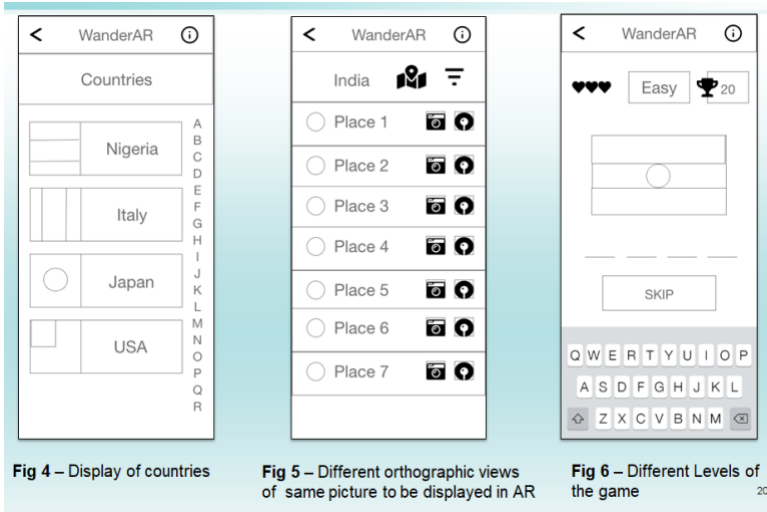 WanderAR
Countries
Nigeria
Italy
Japan
USA
A
B
C
D
E
F
G
H
I
J
K
L
M
N
O
P
Q
R
Fig 4 – Display of countries
WanderAR
India
Place 1
Place 2
Place 3
Place 4
Place 5
Place 6
Place 7
Fig 5 – Different orthographic views
of same picture to be displayed in AR
WanderAR
Easy
20
SKIP
Q W E R T Y U I O P
A S D F G H J K L
Z X C V B N M
Fig 6 – Different Levels of
the game
20